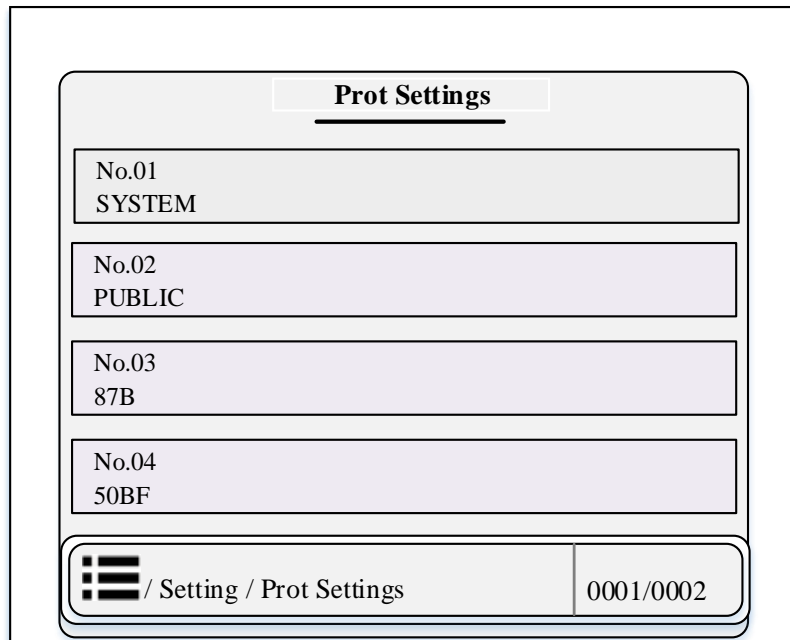 Prot Settings
No.01
SYSTEM
No.02
PUBLIC
No.03
87B
No.04
50BF
/ Setting / Prot Settings
0001/0002